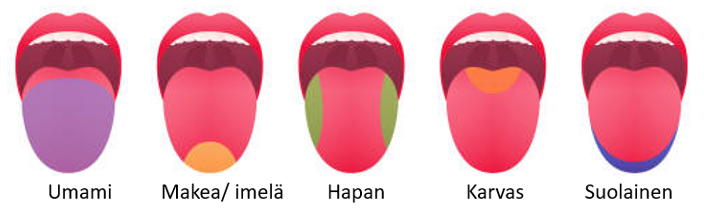 Umami
Makea/ imelä
Hapan
Karvas
Suolainen